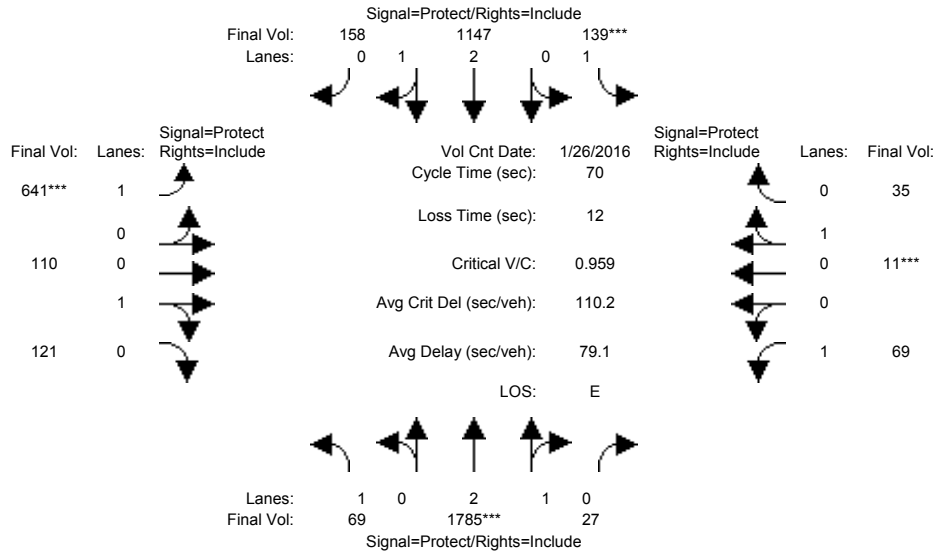 Signal=Protect/Rights=Include
Final Vol: 158 1147 139***
Lanes: 0 1 2 0 1
Signal=Protect Signal=Protect
Final Vol: Lanes: Rights=Include Vol Cnt Date: 1/26/2016 Rights=Include Lanes: Final Vol:
Cycle Time (sec): 70
641*** 1 0 35
Loss Time (sec): 12
0 1
110 0 Critical V/C: 0.959 0 11***
1 Avg Crit Del (sec/veh): 110.2 0
121 0 Avg Delay (sec/veh): 79.1 1 69
LOS: E
Lanes: 1 0 2 1 0
Final Vol: 69 1785*** 27
Signal=Protect/Rights=Include